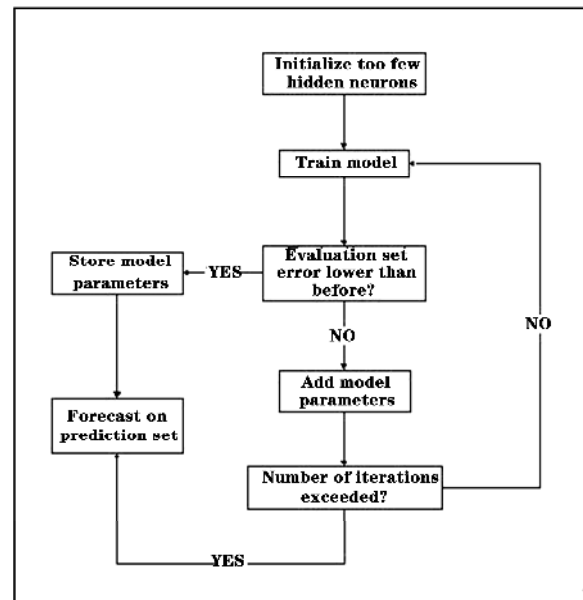 Initialize too few
hidden neurons
Train model
Evaluation set
error lower than
before?
YES
Store model
parameters
NO
NO
Add model
parameters
Forecast on
prediction set
Number of iterations
exceeded?
YES